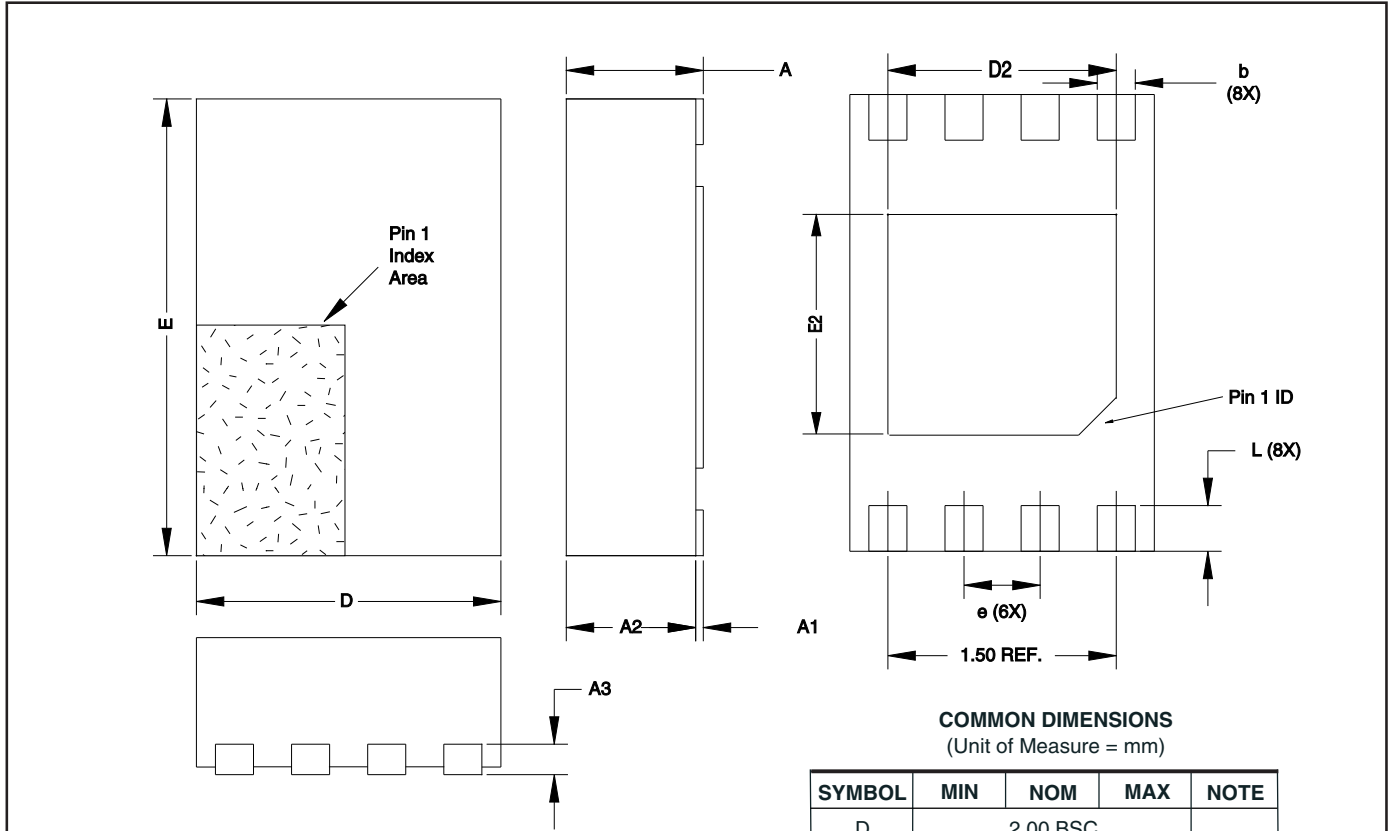 A
D2
b
(8X)
Pin 1
Index
Area
E
E2
Pin 1 ID
L (8X)
D
A2
A1
e (6X)
1.50 REF.
A3
COMMON DIMENSIONS
(Unit of Measure = mm)
SYMBOL MIN NOM MAX NOTE
D 2.00 BSC